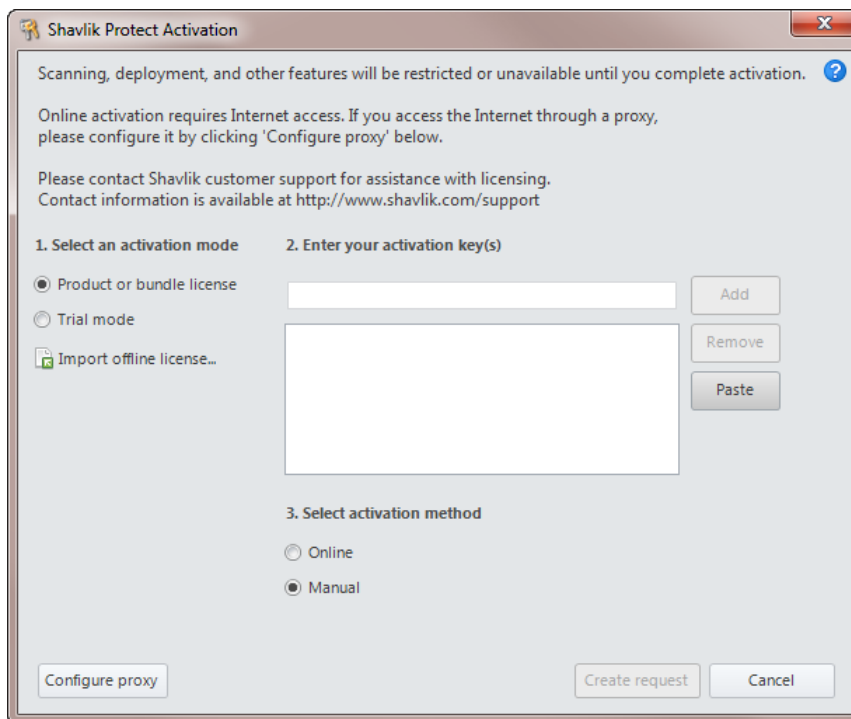 Shavlik Protect Activation
Scanning, deployment, and other features will be restricted or unavailable until you complete activation.
Online activation requires Internet access. If you access the Internet through a proxy,
please configure it by clicking 'Configure proxy' below.
Please contact Shavlik customer support for assistance with licensing.
Contact information is available at http://www.shavlik.com/support
1. Select an activation mode
Product or bundle license
Trial mode
Import offline license...
2. Enter your activation key(s)
Add
Remove
Paste
3. Select activation method
Online
Manual
Configure proxy
Create request
Cancel